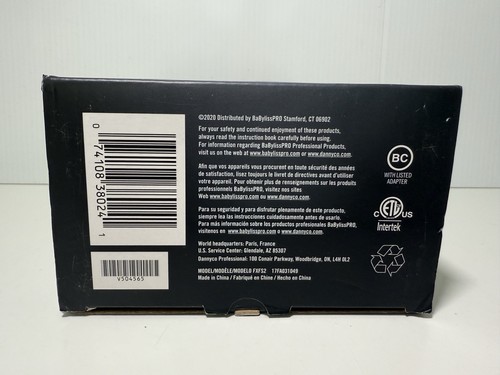 ©2020 Distributed by BaBylissPRO Stamford, CT 06902
For your safety and continued enjoyment of these products,
always read the instruction book carefully before use.
For information regarding BaBylissPRO Professional Products,
visit us on the web at www.babylisspro.com or www.dannyco.com
Afin que vos appareils vous procurent en toute sécurité
beaucoup de satisfaction, lisez toujours le livret de directives avant d'utiliser
votre appareil. Pour obtenir plus de renseignements sur les produits
professionnels BaBylissPRO, visitez nos sites
Web www.babylisspro.com et www.dannyco.com
Para su seguridad y para disfrutar plenamente de este producto,
siempre lea las instrucciones cuidadosamente antes de usarlo.
Para más información sobre los productos BaBylissPRO,
visítenos en www.babylisspro.com o www.dannyco.com
World headquarters: Paris, France
U.S. Service Center: Glendale, AZ 85307
Dannyco Professional: 100 Conair Parkway, Woodbridge, ON, L4H 0L2
MODEL/MODÈLE/MODELO FXFS2 17FA031049
Made in China / Fabriqué en Chine / Hecho en China
0 74108 38024 1
V504565
BC
WITH LISTED
ADAPTER
C ETL US
Intertek